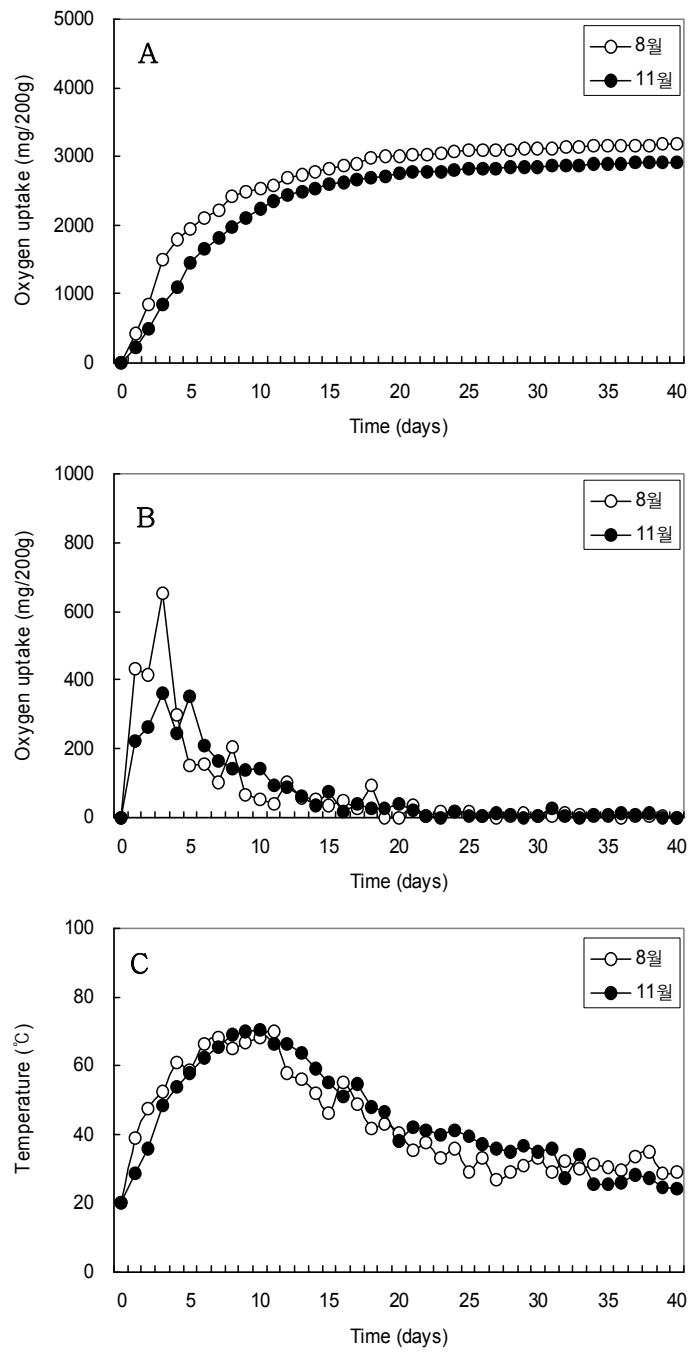 A
8월
11월
5000
4000
3000
2000
1000
0
Oxygen uptake (mg/200g)
0 5 10 15 20 25 30 35 40
Time (days)
B
8월
11월
1000
800
600
400
200
0
Oxygen uptake (mg/200g)
0 5 10 15 20 25 30 35 40
Time (days)
C
8월
11월
100
80
60
40
20
0
Temperature (℃)
0 5 10 15 20 25 30 35 40
Time (days)